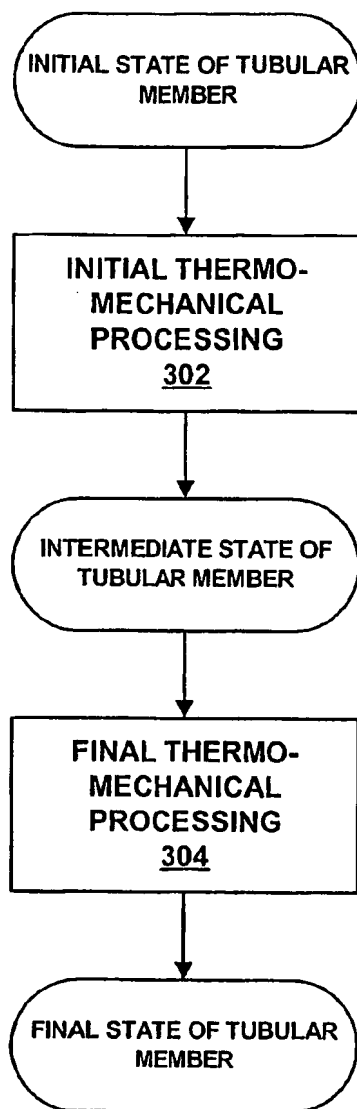 INITIAL STATE OF TUBULAR
MEMBER
INITIAL THERMO-
MECHANICAL
PROCESSING
302
INTERMEDIATE STATE OF
TUBULAR MEMBER
FINAL THERMO-
MECHANICAL
PROCESSING
304
FINAL STATE OF TUBULAR
MEMBER